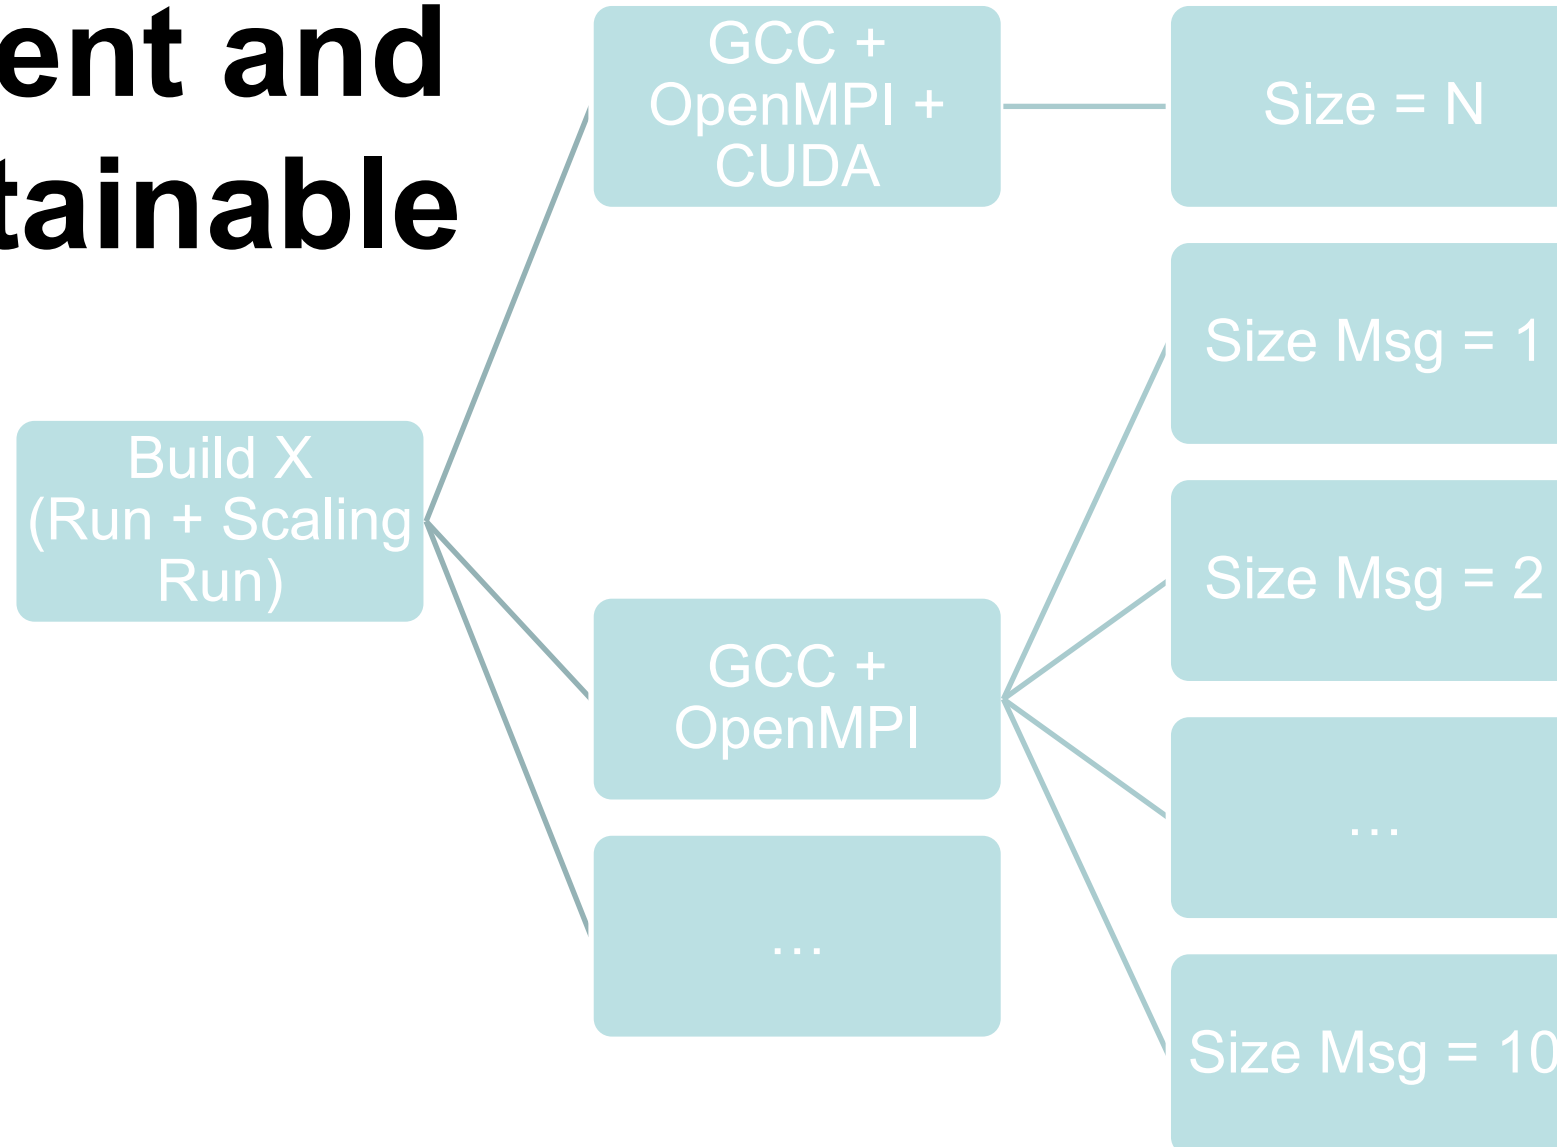 ent and
tainable
GCC +
OpenMPI +
CUDA
Size = N
Size Msg = 1
Build X
(Run + Scaling
Run)
Size Msg = 2
GCC +
OpenMPI
…
…
Size Msg = 10